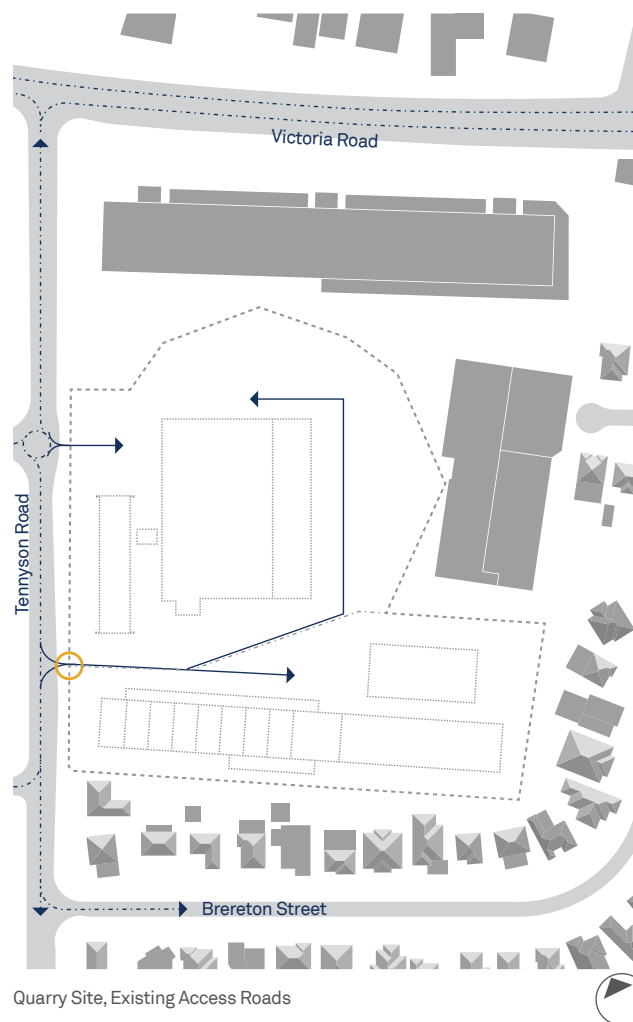 Victoria Road
Tennyson Road
Brereton Street
Quarry Site, Existing Access Roads